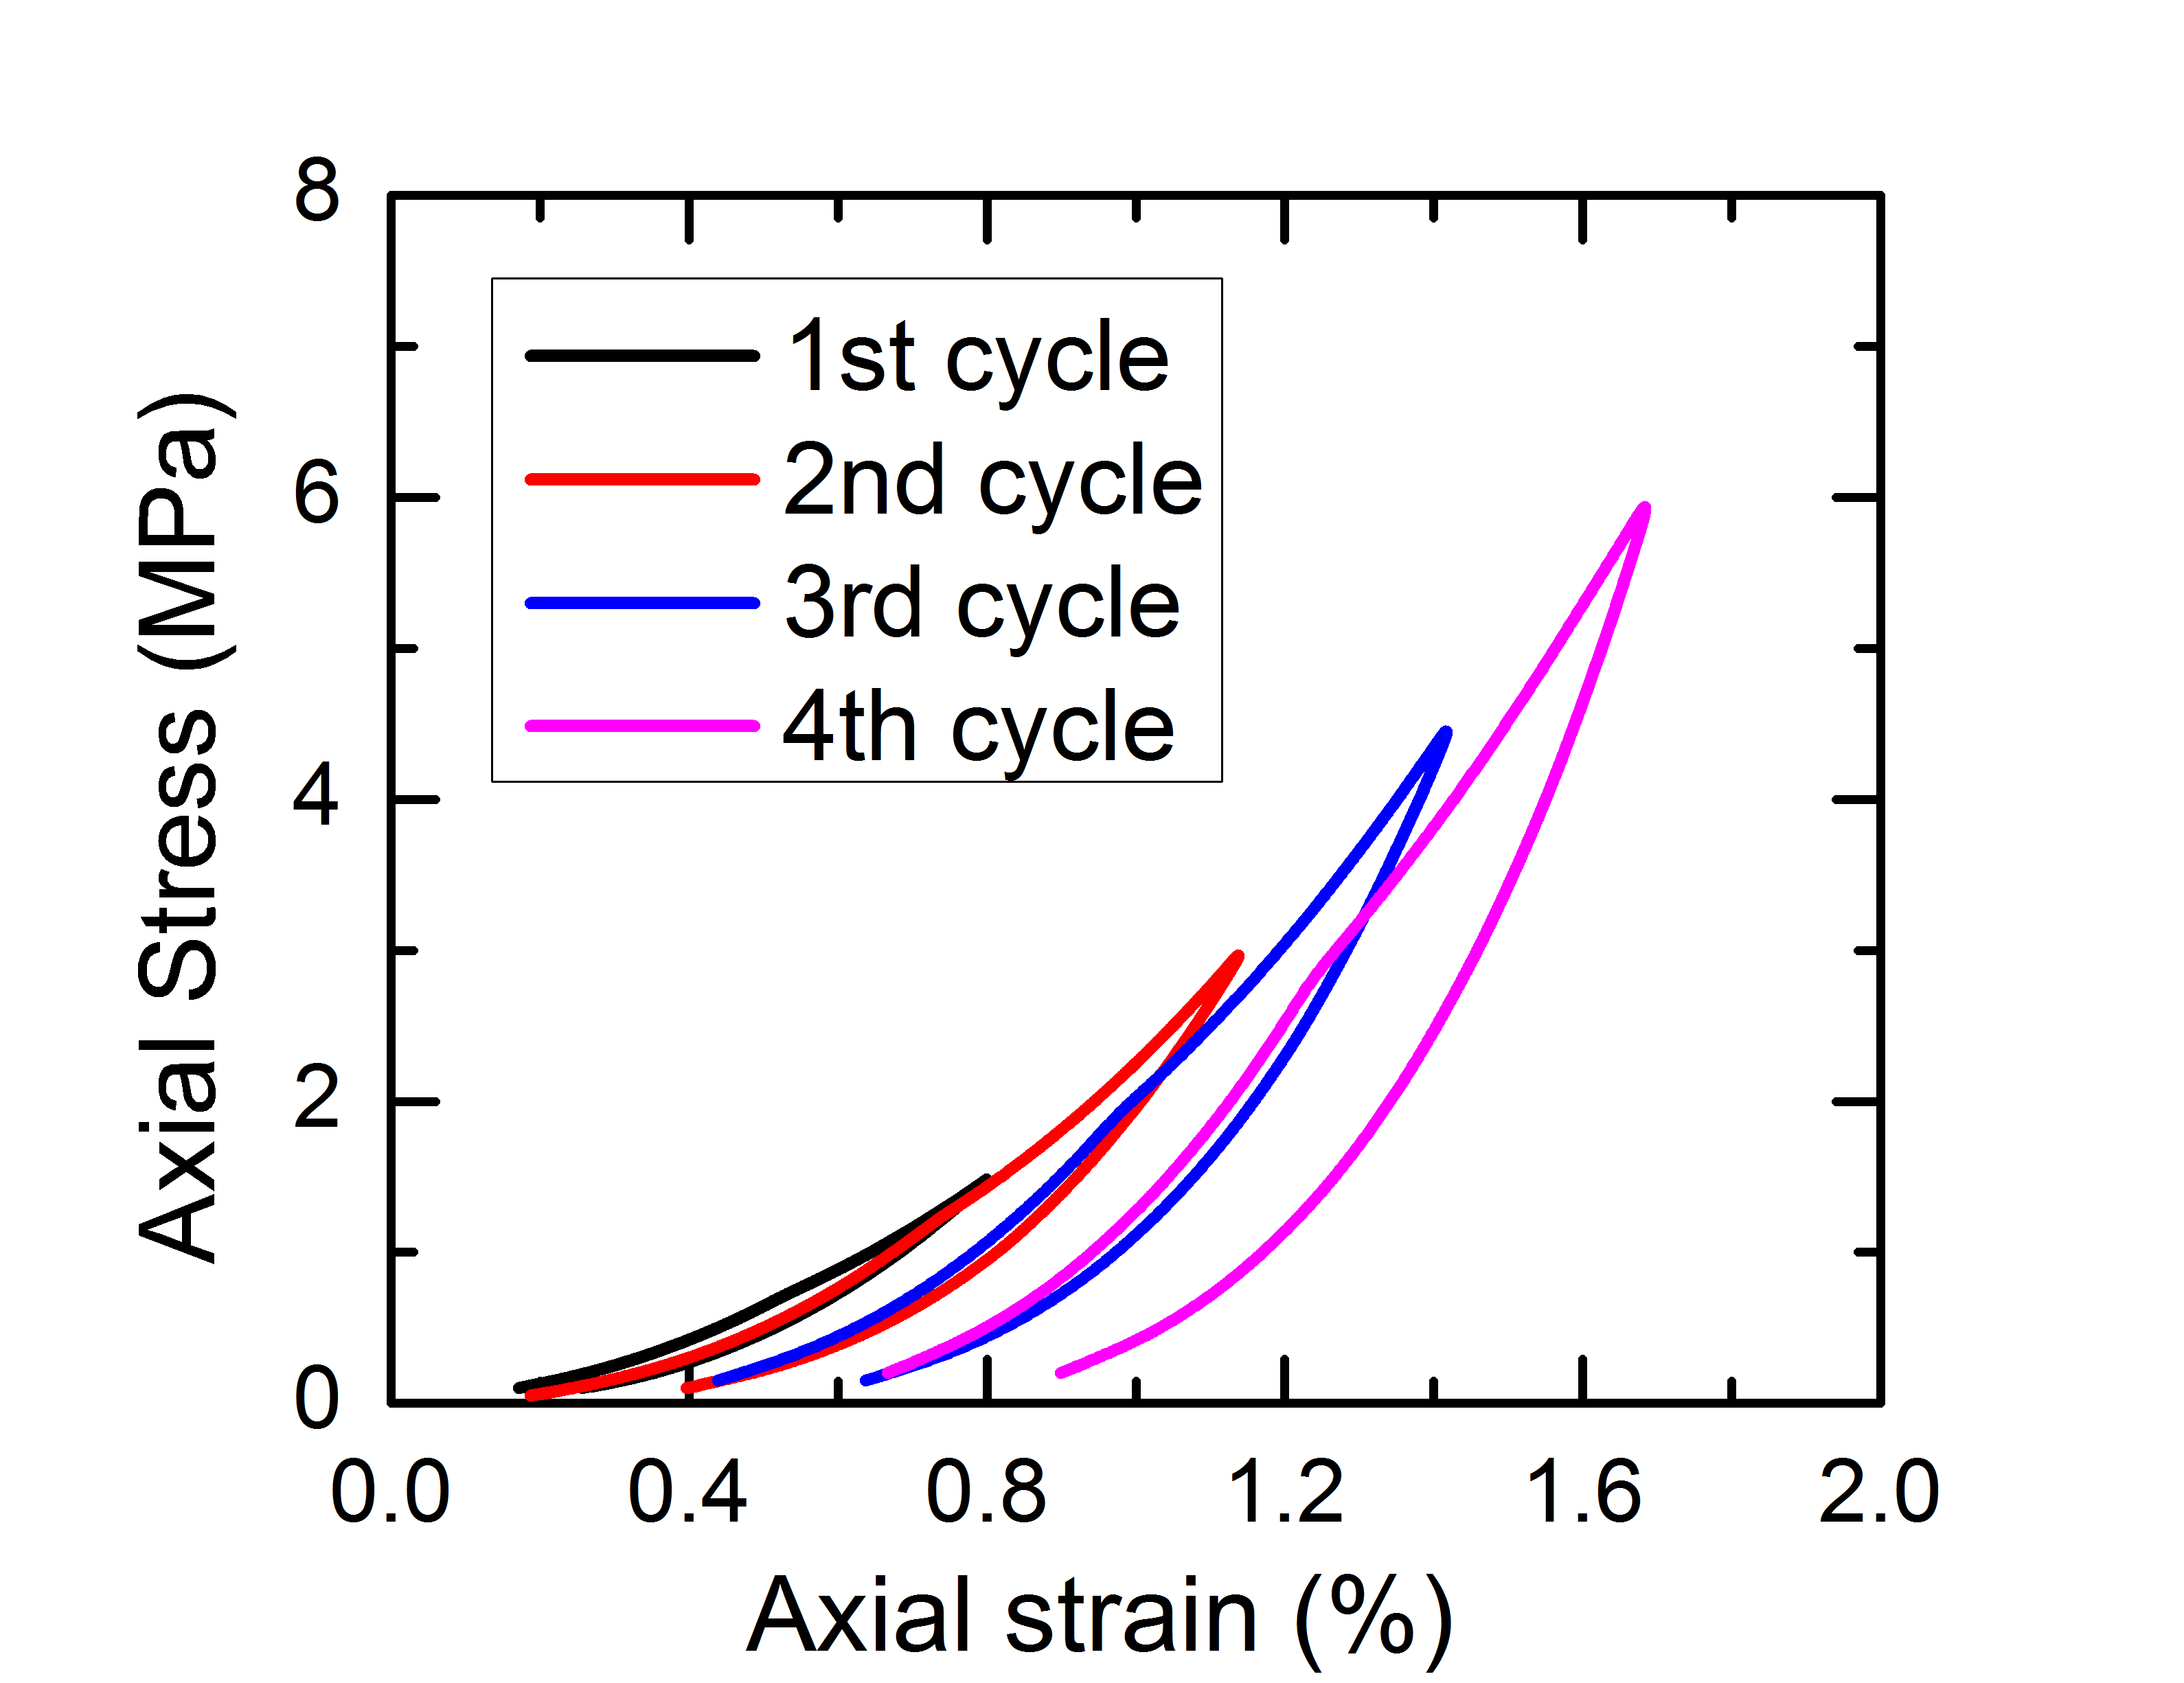 8
6
4
2
0
Axial Stress (MPa)
1st cycle
2nd cycle
3rd cycle
4th cycle
0.0 0.4 0.8 1.2 1.6 2.0
Axial strain (%)